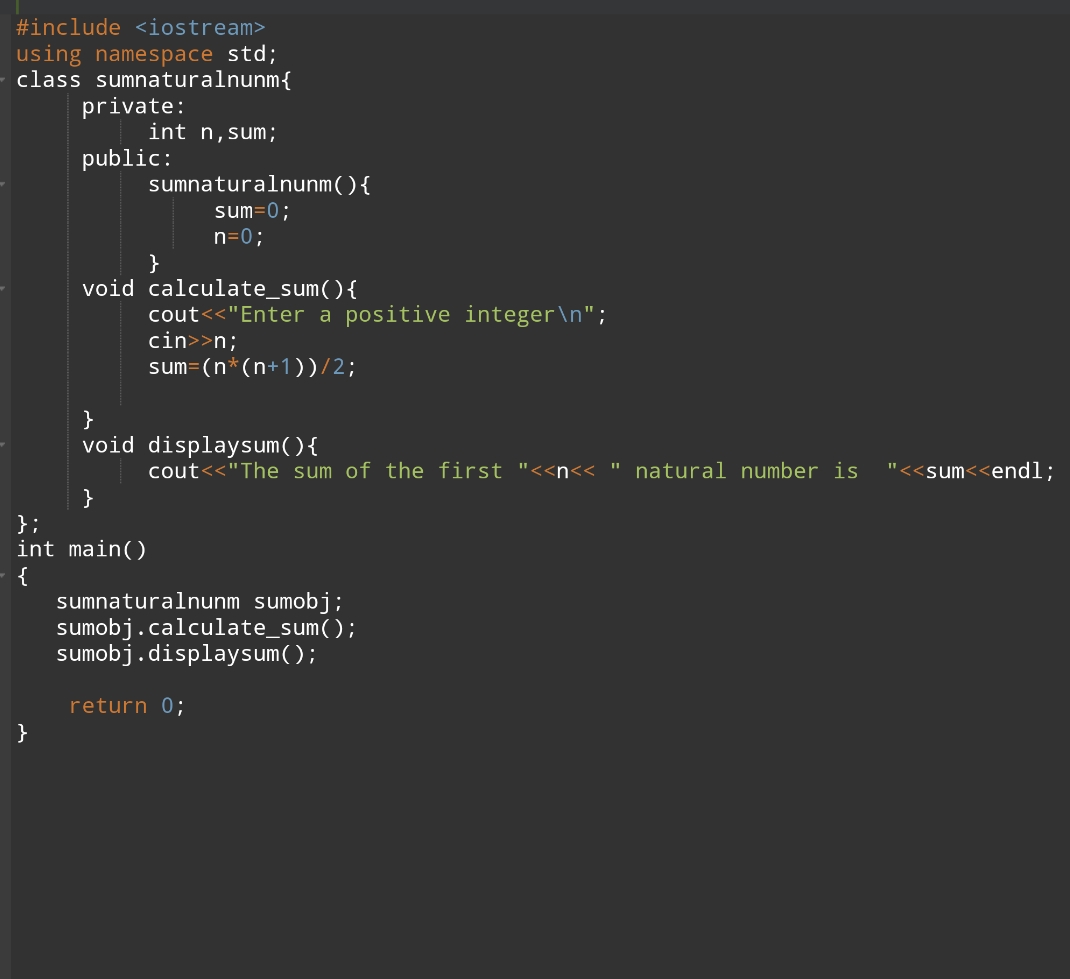 #include <iostream>
using namespace std;
class sumnaturalnunm{
private:
int n,sum;
public:
sumnaturalnunm(){
sum=0;
n=0;
}
void calculate_sum(){
cout<<"Enter a positive integer\n";
cin>>n;
sum=(n*(n+1))/2;
}
void displaysum(){
cout<<"The sum of the first "<<n<< " natural number is  "<<sum<<endl;
}
};
int main()
{
sumnaturalnunm sumobj;
sumobj.calculate_sum();
sumobj.displaysum();
return 0;
}